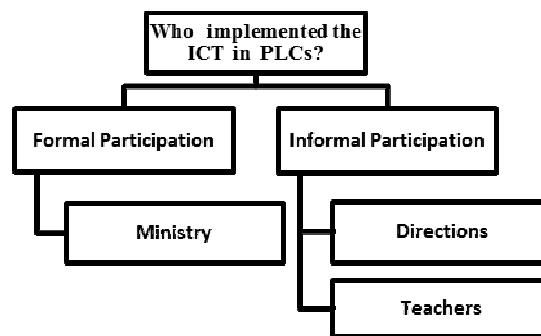 Who implemented the
ICT in PLCs?
Formal Participation
Informal Participation
Ministry
Directions
Teachers